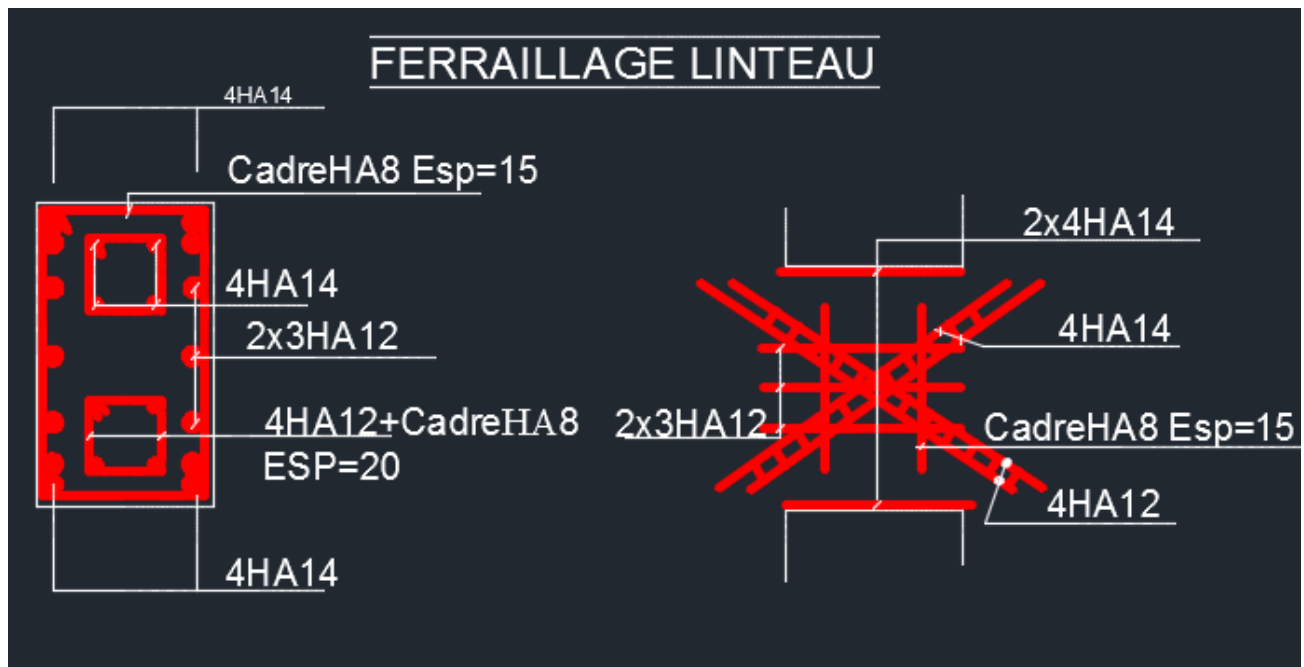 FERRAILLAGE LINTEAU
4HA14
CadreHA8 Esp=15
4HA14
2x3HA12
4HA12+CadreHA8
ESP=20
4HA14
2x4HA14
4HA14
2x3HA12
CadreHA8 Esp=15
4HA12